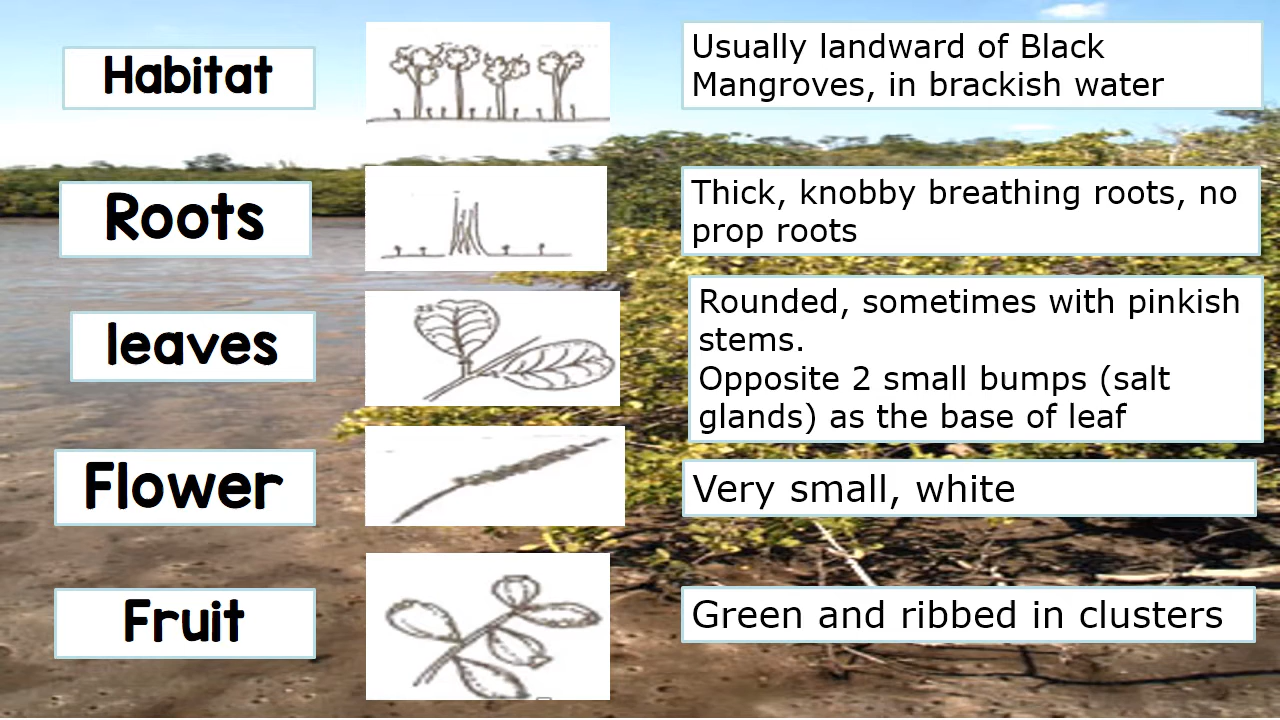 Habitat
Usually landward of Black
Mangroves, in brackish water
Roots
Thick, knobby breathing roots, no
prop roots
leaves
Rounded, sometimes with pinkish
stems.
Opposite 2 small bumps (salt
glands) as the base of leaf
Flower
Very small, white
Fruit
Green and ribbed in clusters